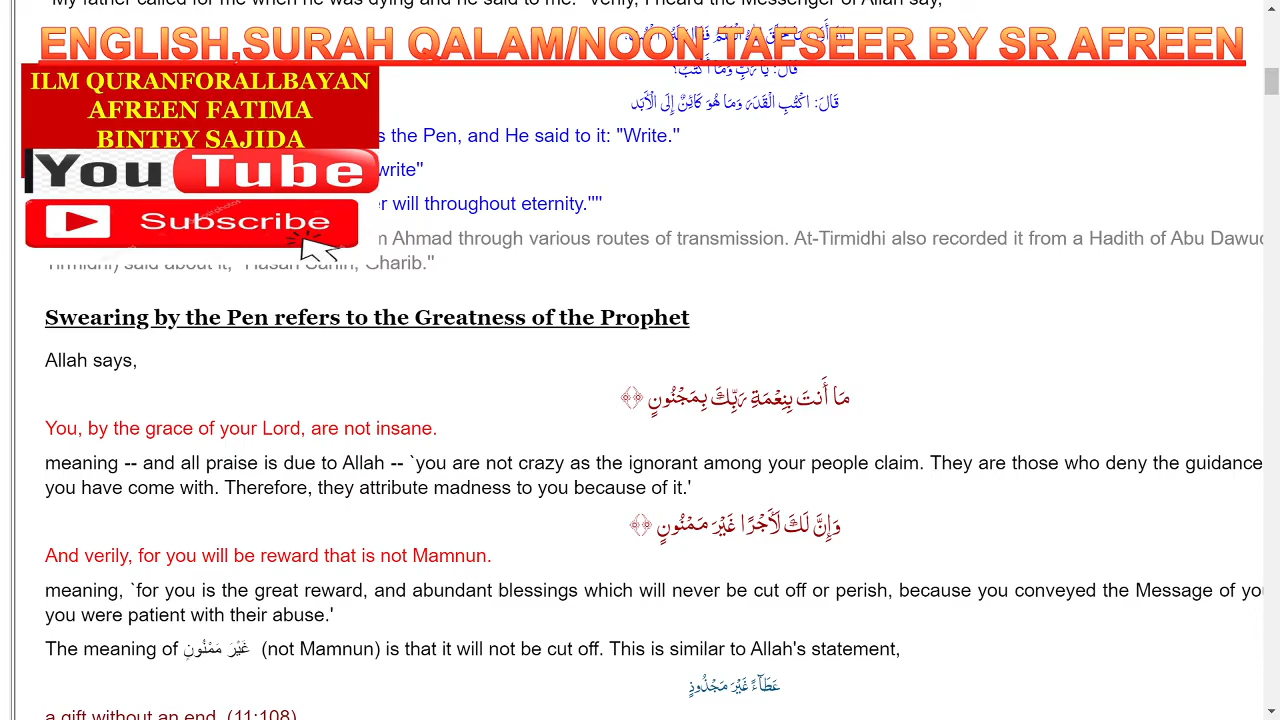 "My father called for me when he was dying and he said to me: "Verily, I heard the Messenger of Allah say,
ENGLISH,SURAH QALAM/NOON TAFSEER BY SR AFREEN
ILM QURANFORALLBAYAN
AFREEN FATIMA
BINTEY SAJIDA
You Tube
Subscribe
قَالَ: يَا رَبِّ وَمَا أَكْتُبُ؟
قَالَ: اكْتُبِ الْقَدَرَ وَمَا هُوَ كَائِنٌ إِلَى الْأَبَد
the Pen, and He said to it: "Write."
write"
will throughout eternity.""
Ahmad through various routes of transmission. At-Tirmidhi also recorded it from a Hadith of Abu Dawud
Tirmidhi) said about it, "Hasan Sahih, Gharib."
Swearing by the Pen refers to the Greatness of the Prophet
Allah says,
مَا أَنتَ بِنِعْمَةِ رَبِّكَ بِمَجْنُونٍ
You, by the grace of your Lord, are not insane.
meaning -- and all praise is due to Allah -- `you are not crazy as the ignorant among your people claim. They are those who deny the guidance
you have come with. Therefore, they attribute madness to you because of it.'
وَإِنَّ لَكَ لَأَجْرًا غَيْرَ مَمْنُونٍ
And verily, for you will be reward that is not Mamnun.
meaning, `for you is the great reward, and abundant blessings which will never be cut off or perish, because you conveyed the Message of
you were patient with their abuse.'
The meaning of غَيْرَ مَمْنُونٍ (not Mamnun) is that it will not be cut off. This is similar to Allah's statement,
عَطَآءً غَيْرَ مَجْذُوذٍ
a gift without an end. (11:108)